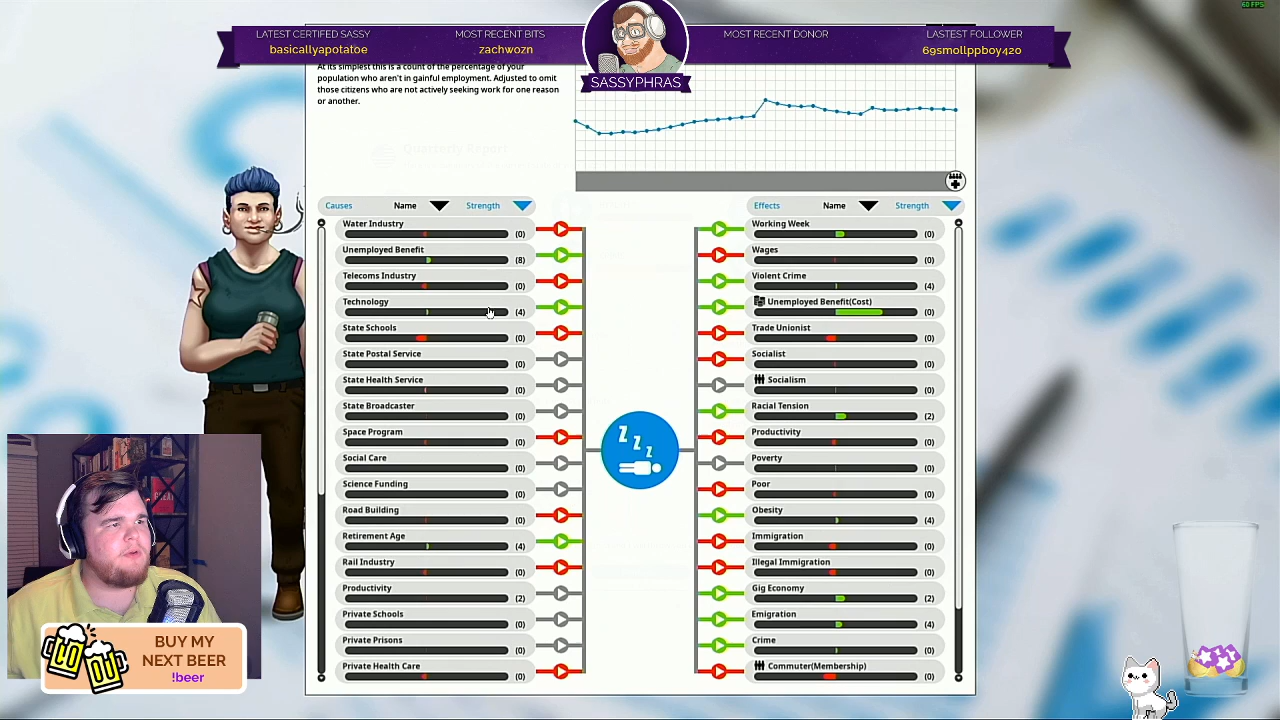 60 FPS
LATEST CERTIFED SASSY
basicallyapotatoe
MOST RECENT BITS
zachwozn
MOST RECENT DONOR
LASTEST FOLLOWER
69smollppboy420
SASSYPHRAS
At its simplest this is a count of the percentage of your
population who aren't in gainful employment. Adjusted to omit
those citizens who are not actively seeking work for one reason
or another.
Quarterly Report
Causes Name Strength
Water Industry
(0)
Unemployed Benefit
(8)
Telecoms Industry
(0)
Technology
(4)
State Schools
(0)
State Postal Service
(0)
State Health Service
(0)
State Broadcaster
(0)
Space Program
(0)
Social Care
(0)
Science Funding
(0)
Road Building
(0)
Retirement Age
(4)
Rail Industry
(0)
Productivity
(2)
Private Schools
(0)
Private Prisons
(0)
Private Health Care
(0)
Z Z Z
Effects Name Strength
Working Week
(0)
Wages
(0)
Violent Crime
(4)
Unemployed Benefit(Cost)
(0)
Trade Unionist
(0)
Socialist
(0)
Socialism
(0)
Racial Tension
(2)
Productivity
(0)
Poverty
(0)
Poor
(0)
Obesity
(4)
Immigration
(0)
Illegal Immigration
(0)
Gig Economy
(2)
Emigration
(4)
Crime
(0)
Commuter(Membership)
(0)
BUY MY
NEXT BEER
!beer